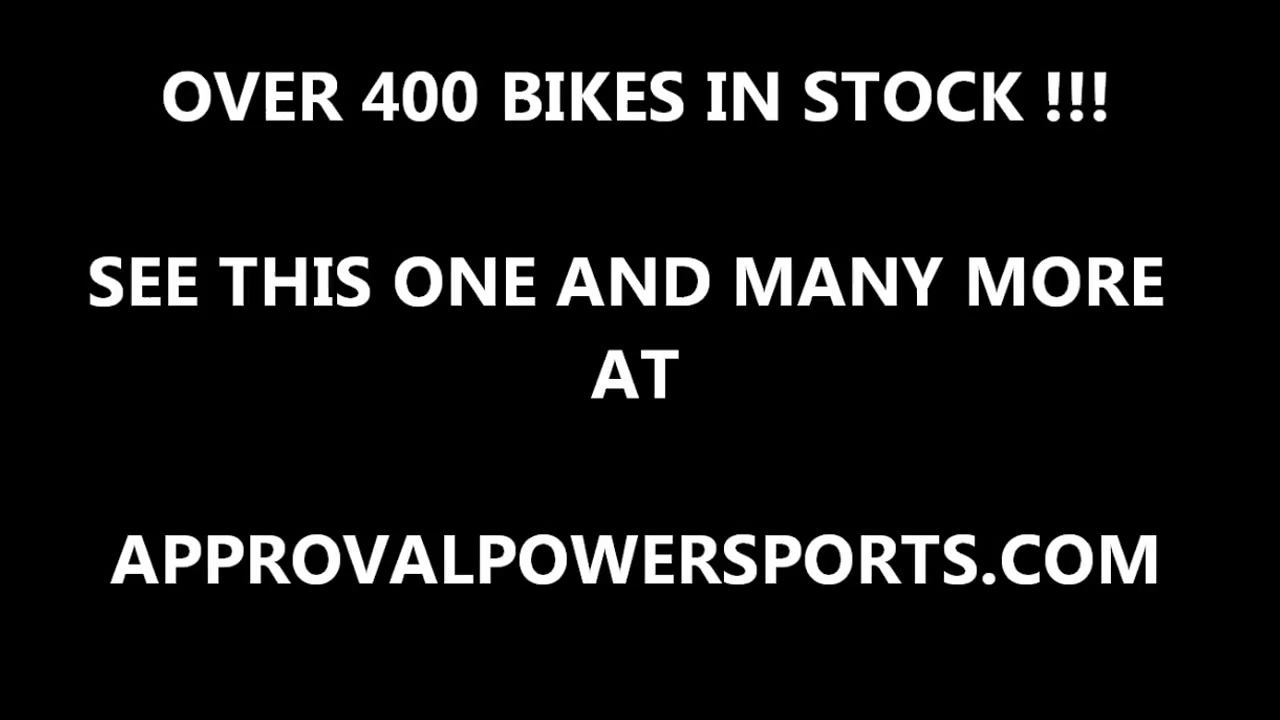 OVER 400 BIKES IN STOCK !!!
SEE THIS ONE AND MANY MORE
AT
APPROVALPOWERSPORTS.COM